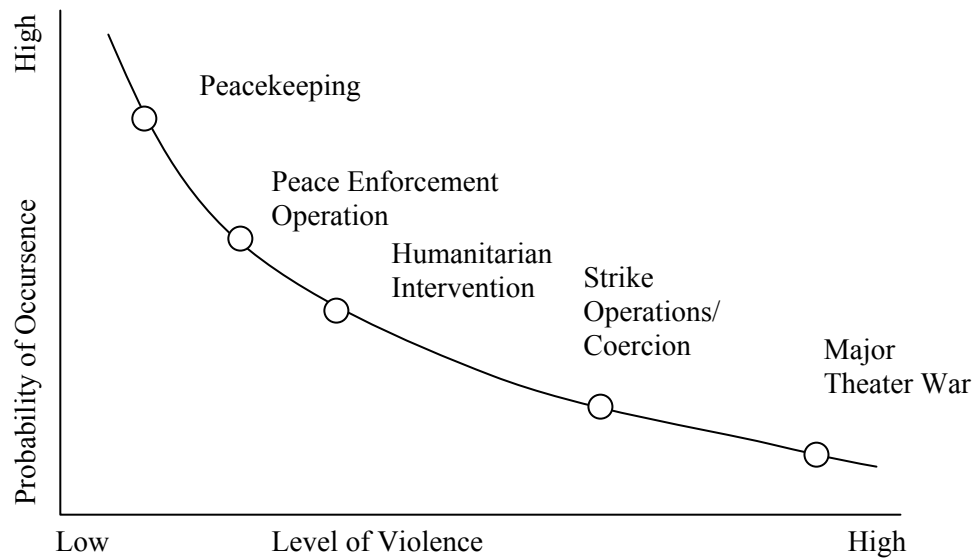 High
Probability of Occursence
Peacekeeping
Peace Enforcement
Operation
Humanitarian
Intervention
Strike
Operations/
Coercion
Major
Theater War
Low
Level of Violence
High